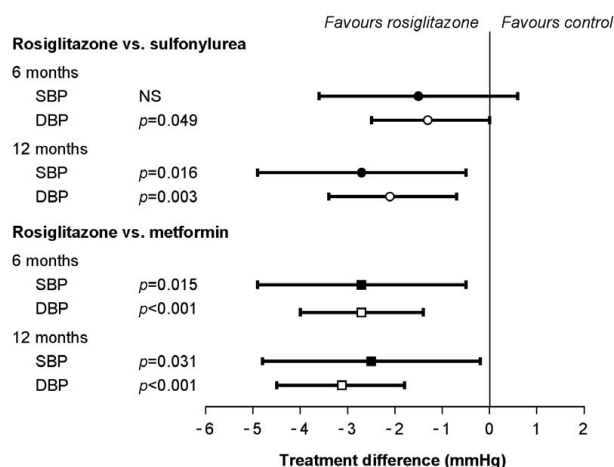 Favours rosiglitazone Favours control
Rosiglitazone vs. sulfonylurea
6 months
SBP NS
DBP p=0.049
12 months
SBP p=0.016
DBP p=0.003
Rosiglitazone vs. metformin
6 months
SBP p=0.015
DBP p<0.001
12 months
SBP p=0.031
DBP p<0.001
-6 -5 -4 -3 -2 -1 0 1 2
Treatment difference (mmHg)